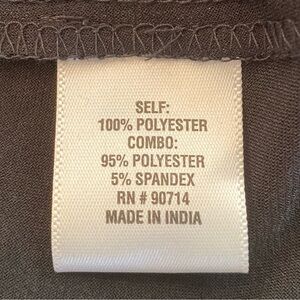 SELF:
100% POLYESTER
COMBO:
95% POLYESTER
5% SPANDEX
RN # 90714
MADE IN INDIA